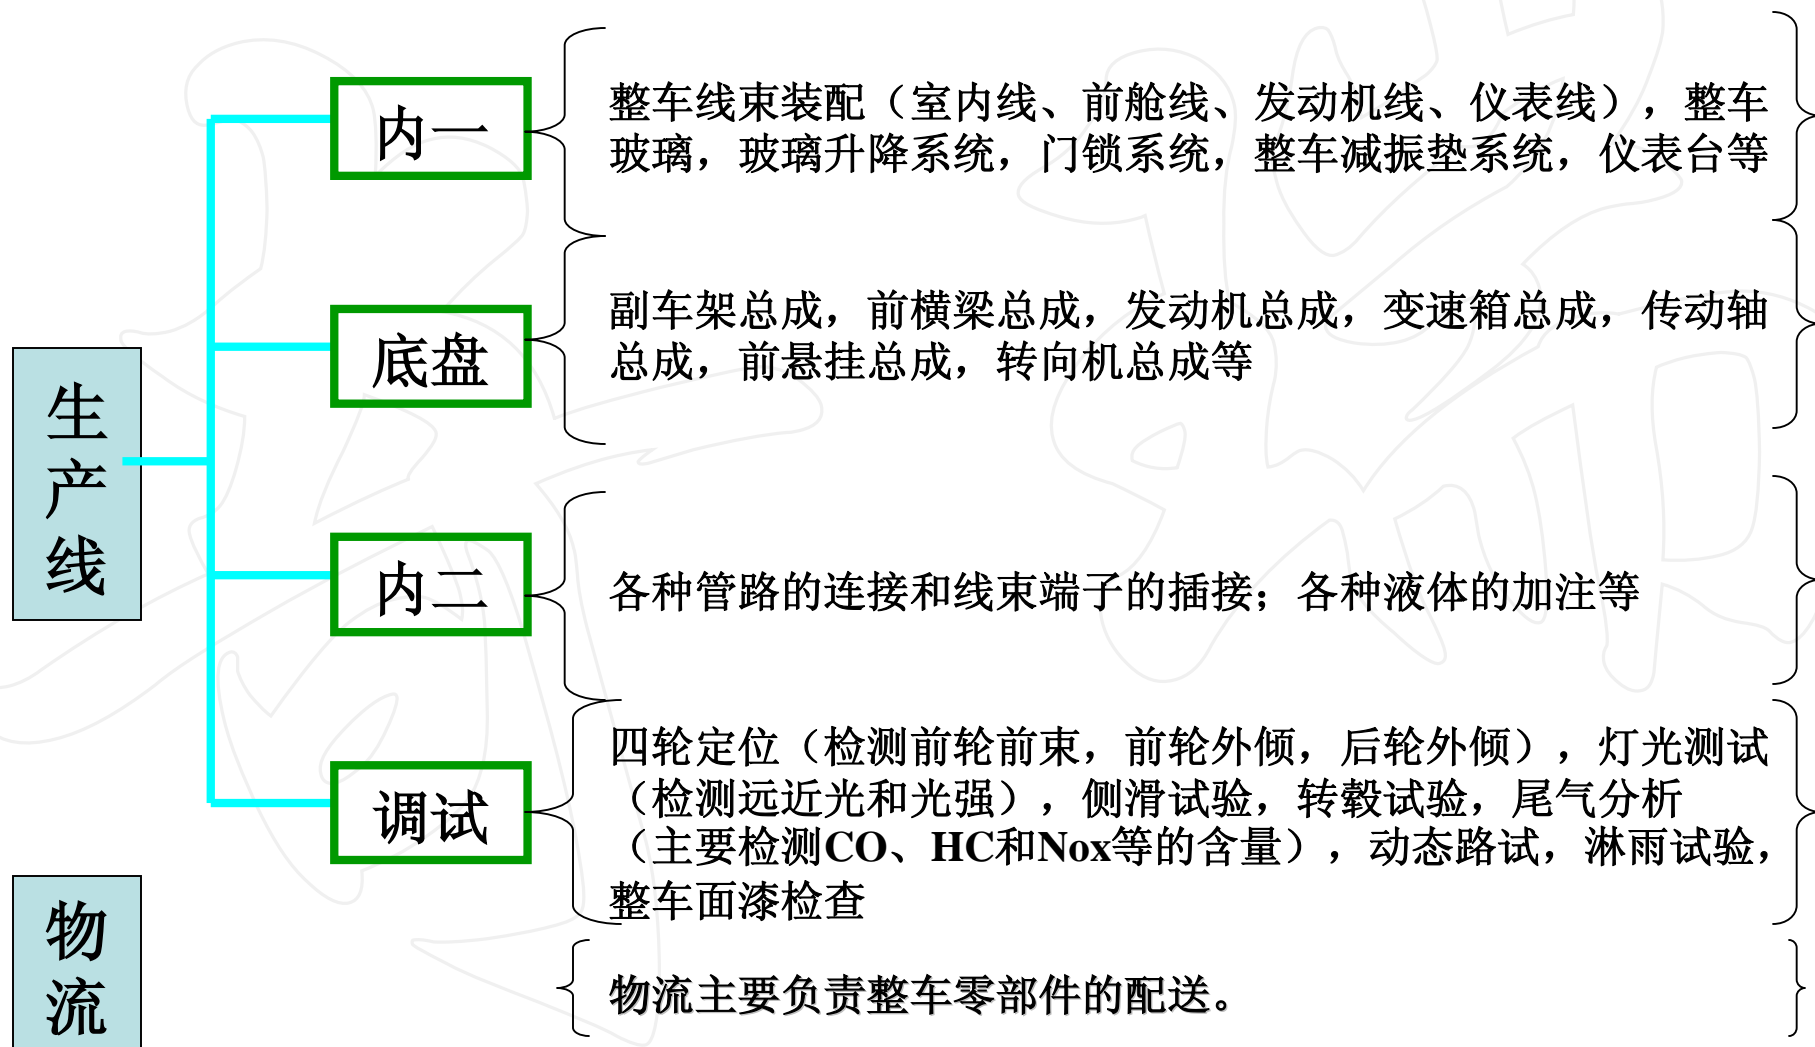 生产线
内一
整车线束装配（室内线、前舱线、发动机线、仪表线），整车
玻璃，玻璃升降系统，门锁系统，整车减振垫系统，仪表台等
底盘
副车架总成，前横梁总成，发动机总成，变速箱总成，传动轴
总成，前悬挂总成，转向机总成等
内二
各种管路的连接和线束端子的插接；各种液体的加注等
调试
四轮定位（检测前轮前束，前轮外倾，后轮外倾），灯光测试
（检测远近光和光强），侧滑试验，转毂试验，尾气分析
（主要检测CO、HC和Nox等的含量），动态路试，淋雨试验，
整车面漆检查
物流
物流主要负责整车零部件的配送。